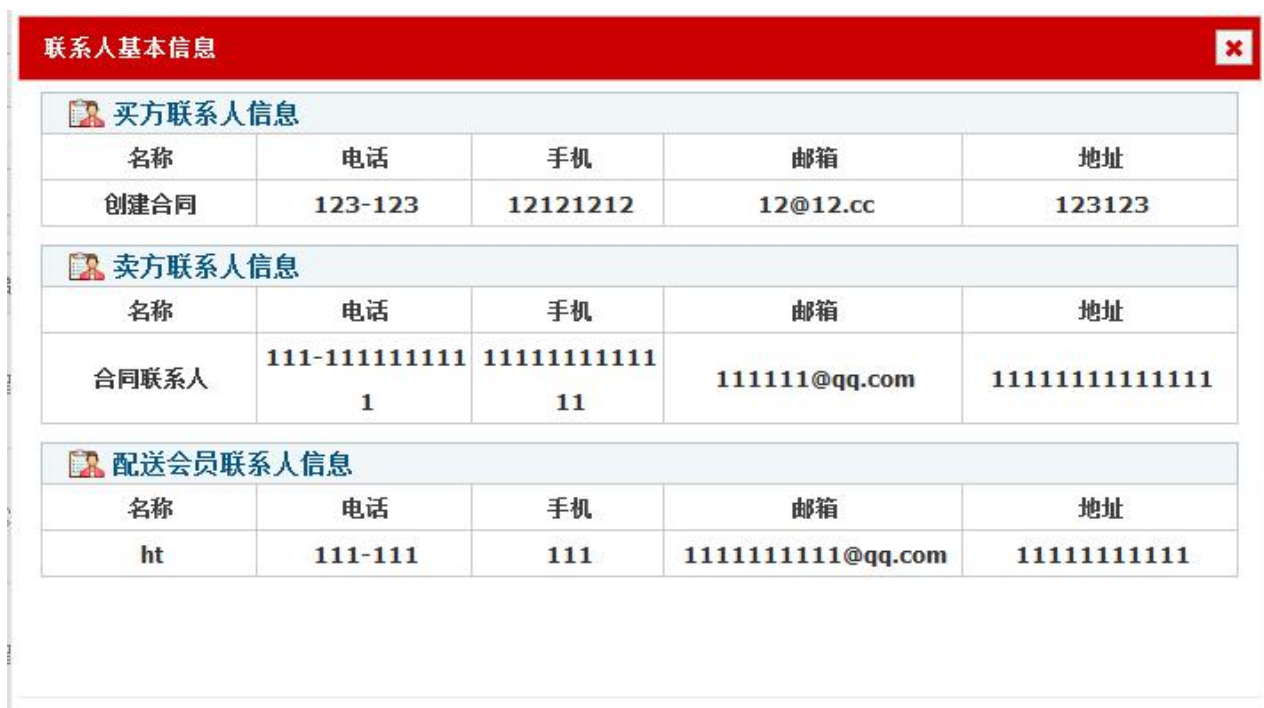 联系人基本信息
买方联系人信息
名称 电话 手机 邮箱 地址
创建合同 123-123 12121212 12@12.cc 123123
卖方联系人信息
名称 电话 手机 邮箱 地址
合同联系人 111-111111111 11111111111 111111@qq.com 11111111111111
1 11
配送会员联系人信息
名称 电话 手机 邮箱 地址
ht 111-111 111 1111111111@qq.com 11111111111